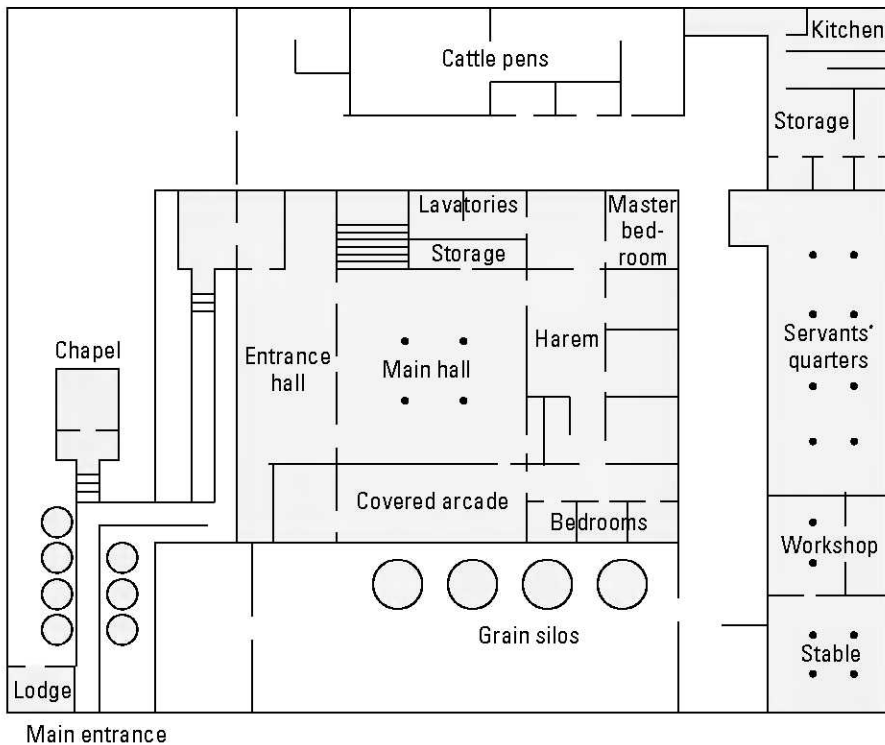 Kitchen
Cattle pens
Storage
Lavatories
Master
bed-
room
Storage
Servants'
quarters
Chapel
Entrance
hall
Main hall
Harem
Covered arcade
Bedrooms
Workshop
Grain silos
Stable
Lodge
Main entrance